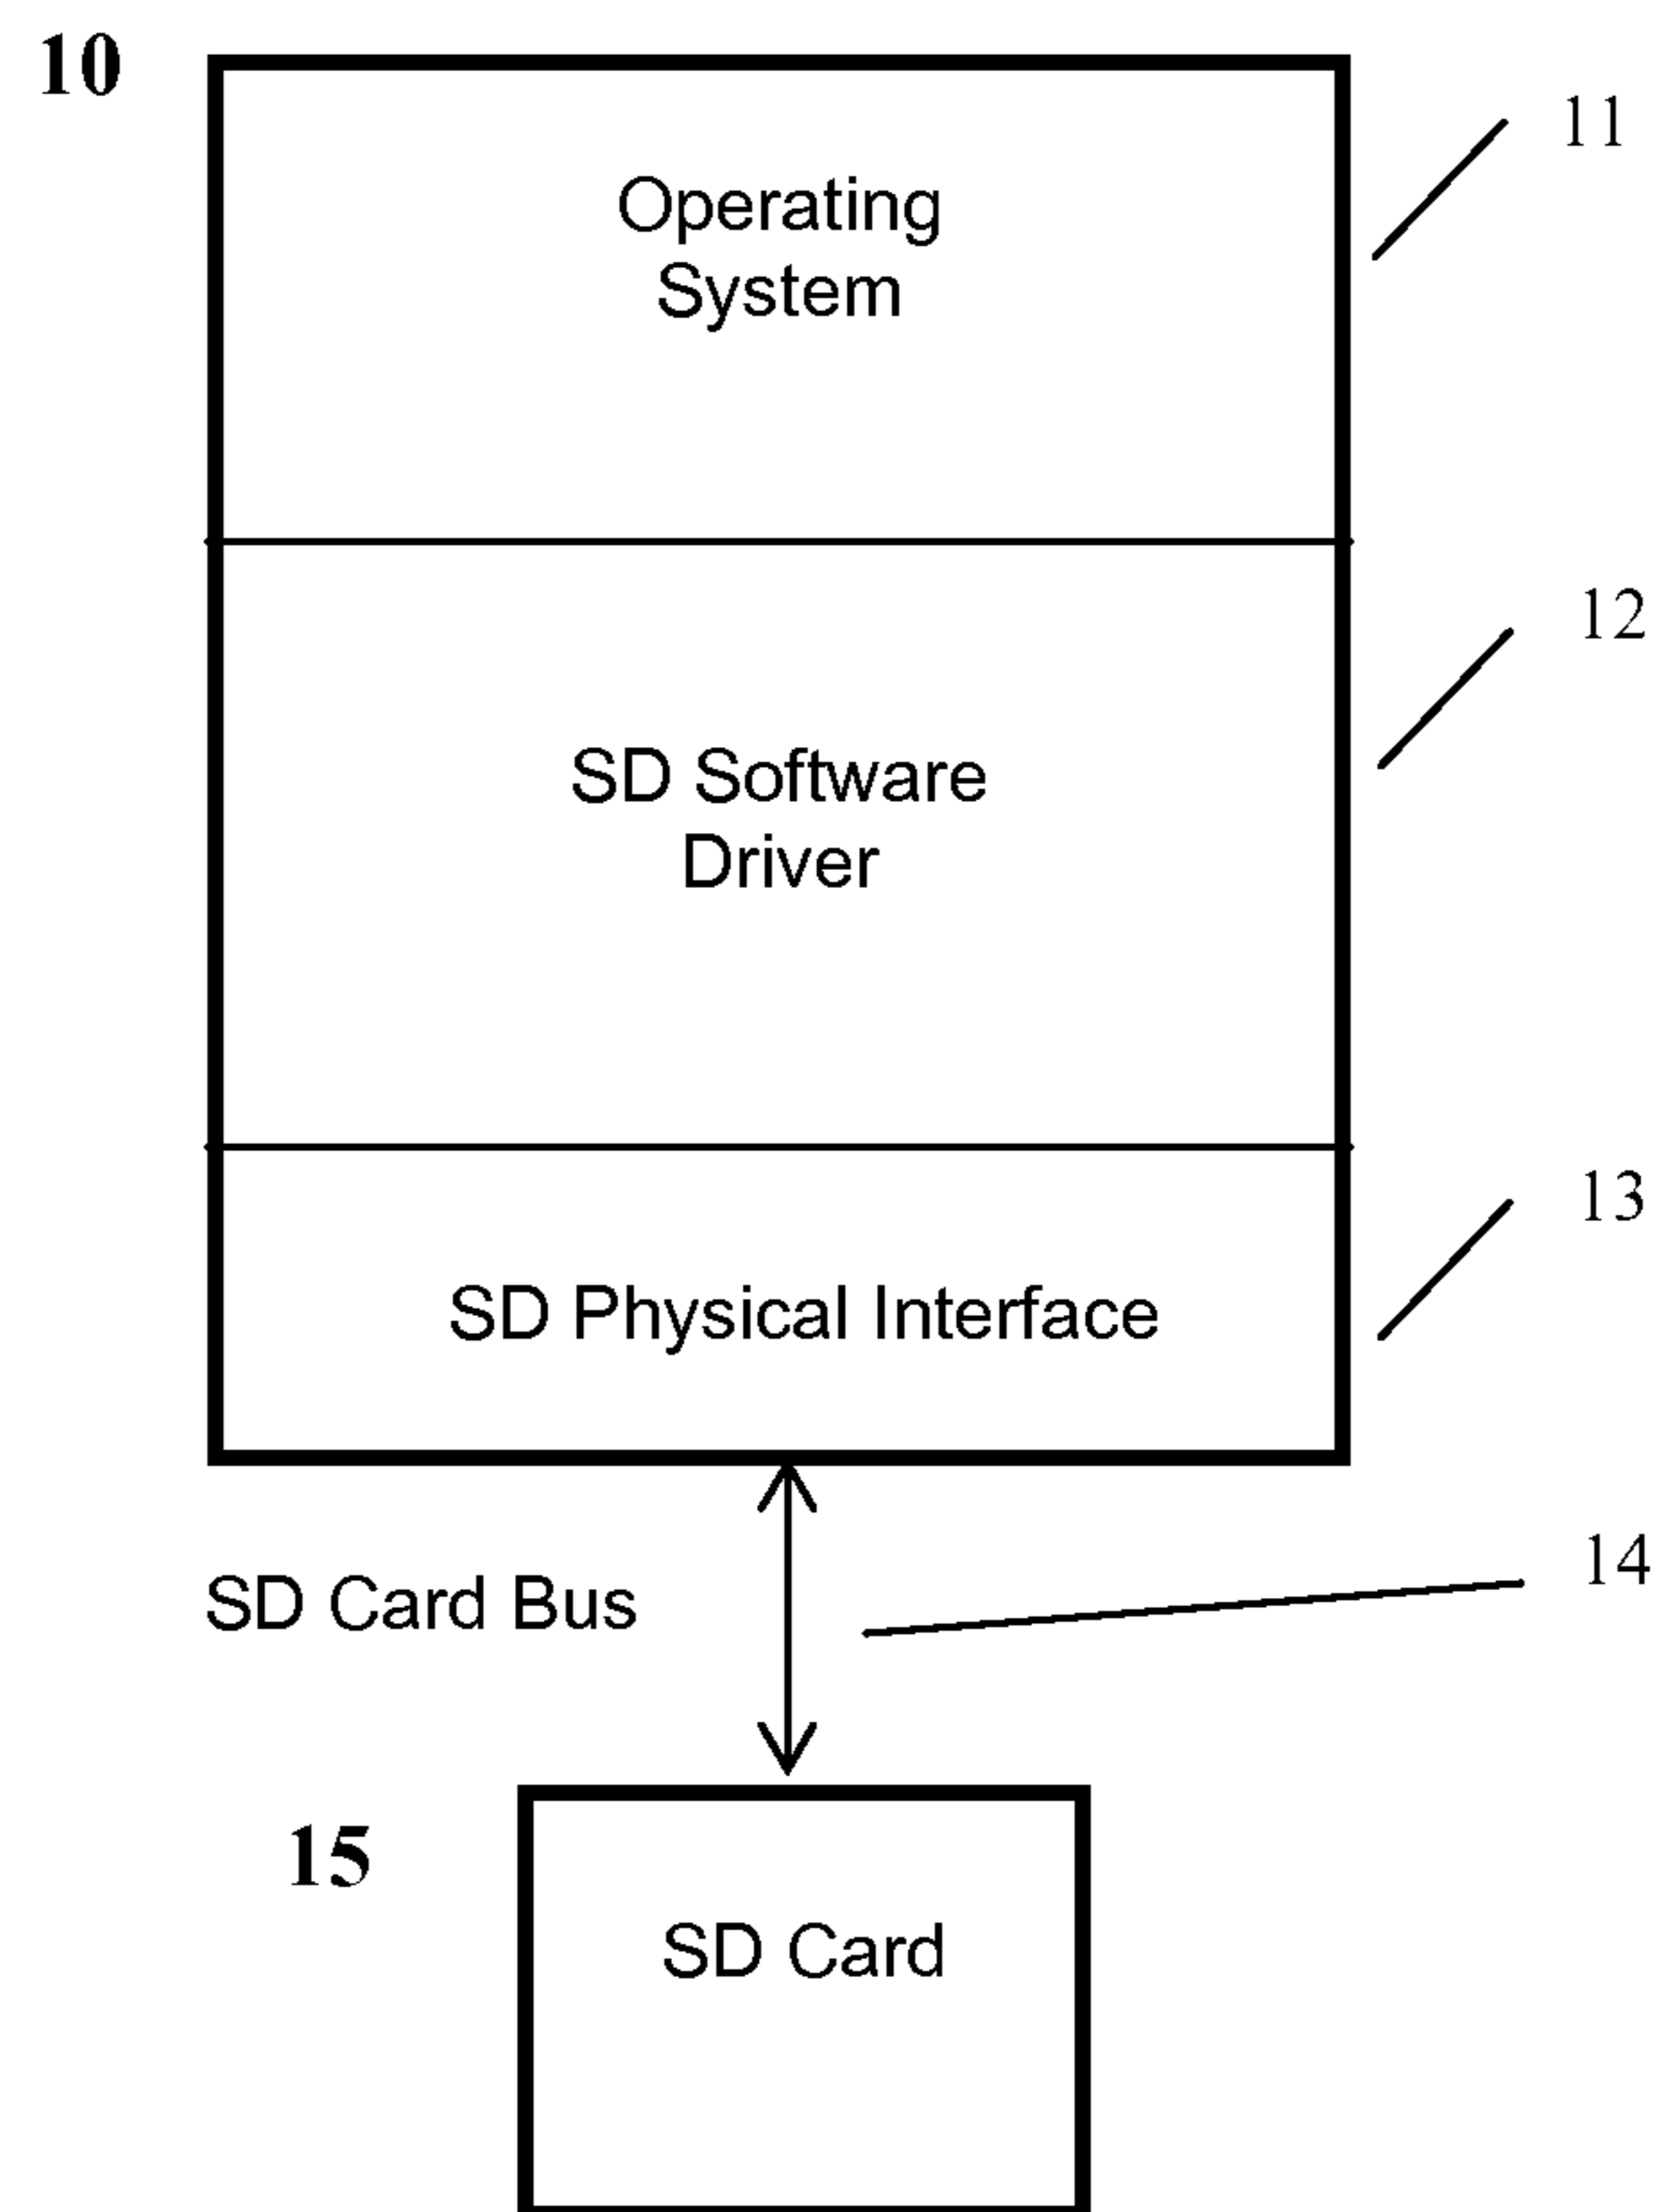 10
11
Operating
System
12
SD Software
Driver
13
SD Physical Interface
14
SD Card Bus
15
SD Card